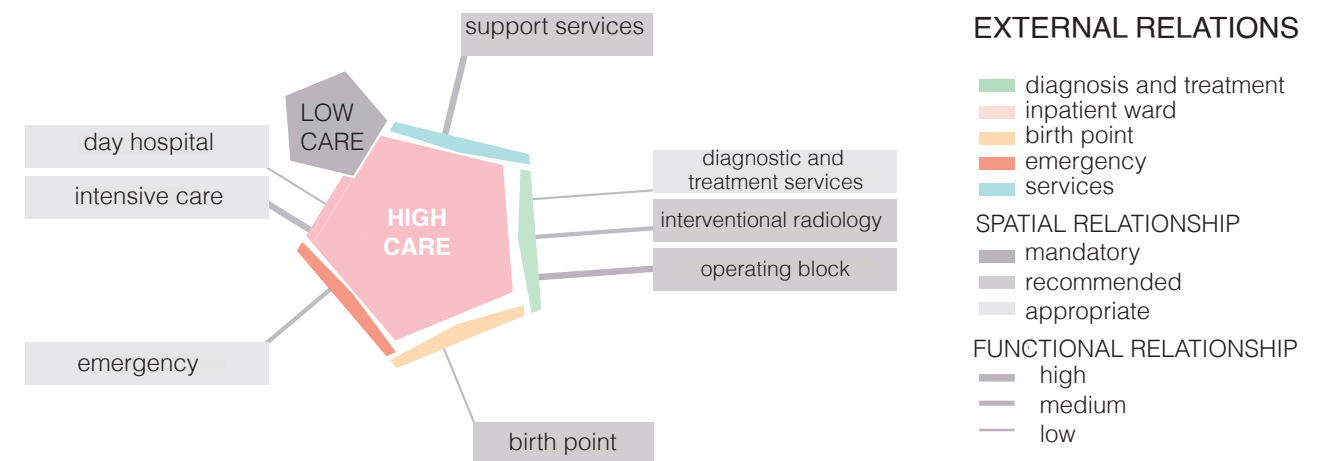 support services
LOW
CARE
day hospital
intensive care
HIGH
CARE
diagnostic and
treatment services
interventional radiology
operating block
emergency
birth point
EXTERNAL RELATIONS
diagnosis and treatment
inpatient ward
birth point
emergency
services
SPATIAL RELATIONSHIP
mandatory
recommended
appropriate
FUNCTIONAL RELATIONSHIP
high
medium
low